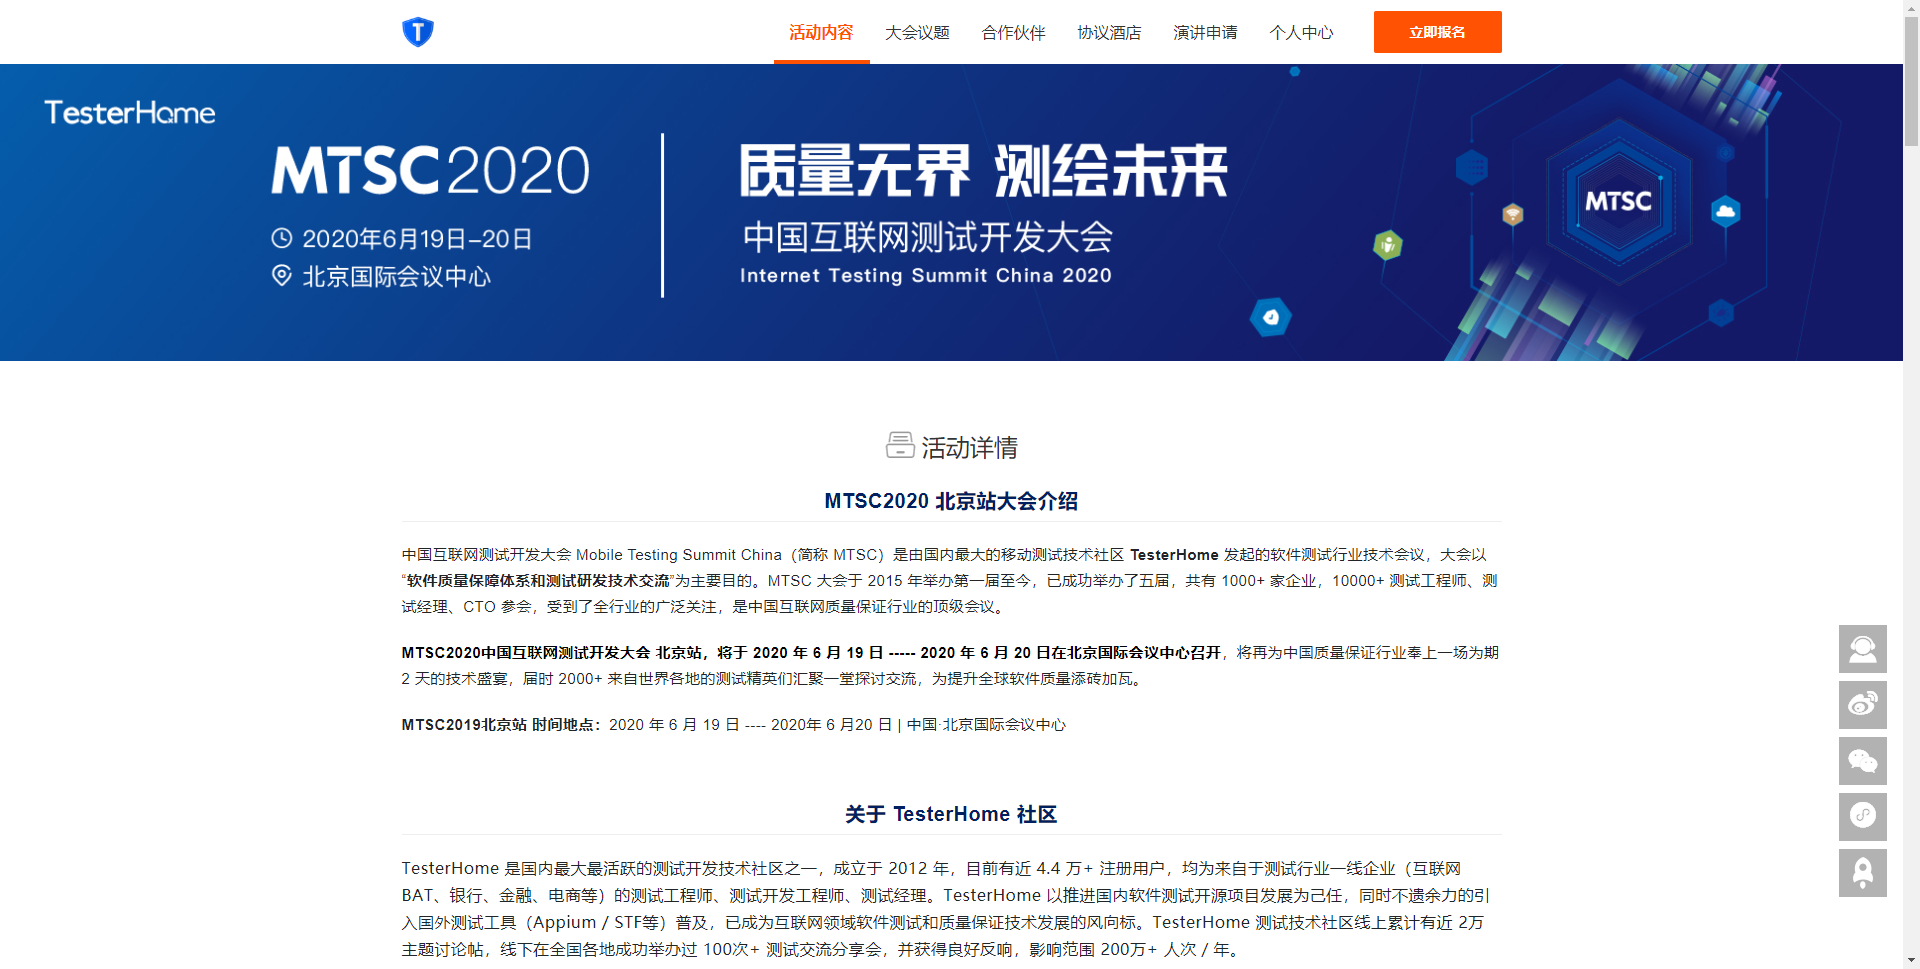 活动内容 大会议题 合作伙伴 协议酒店 演讲申请 个人中心 立即报名
TesterHome
MTSC2020
质量无界 测绘未来
MTSC
2020年6月19日-20日
中国互联网测试开发大会
北京国际会议中心
Internet Testing Summit China 2020
活动详情
MTSC2020 北京站大会介绍
中国互联网测试开发大会 Mobile Testing Summit China（简称 MTSC）是由国内最大的移动测试技术社区 TesterHome 发起的软件测试行业技术会议，大会以
“软件质量保障体系和测试研发技术交流”为主要目的。MTSC 大会于 2015 年举办第一届至今，已成功举办了五届，共有 1000+ 家企业，10000+ 测试工程师、测
试经理、CTO 参会，受到了全行业的广泛关注，是中国互联网质量保证行业的顶级会议。
MTSC2020中国互联网测试开发大会 北京站，将于 2020 年 6 月 19 日 ----- 2020 年 6 月 20 日在北京国际会议中心召开，将再为中国质量保证行业奉上一场为期
2 天的技术盛宴，届时 2000+ 来自世界各地的测试精英们汇聚一堂探讨交流，为提升全球软件质量添砖加瓦。
MTSC2019北京站 时间地点：2020 年 6 月 19 日 ---- 2020年 6 月20 日 | 中国·北京国际会议中心
关于 TesterHome 社区
TesterHome 是国内最大最活跃的测试开发技术社区之一，成立于 2012 年，目前有近 4.4 万+ 注册用户，均为来自于测试行业一线企业（互联网
BAT、银行、金融、电商等）的测试工程师、测试开发工程师、测试经理。TesterHome 以推进国内软件测试开源项目发展为己任，同时不遗余力的引
入国外测试工具（Appium / STF等）普及，已成为互联网领域软件测试和质量保证技术发展的风向标。TesterHome 测试技术社区线上累计有近 2万
主题讨论帖，线下在全国各地成功举办过 100次+ 测试交流分享会，并获得良好反响，影响范围 200万+ 人次 / 年。